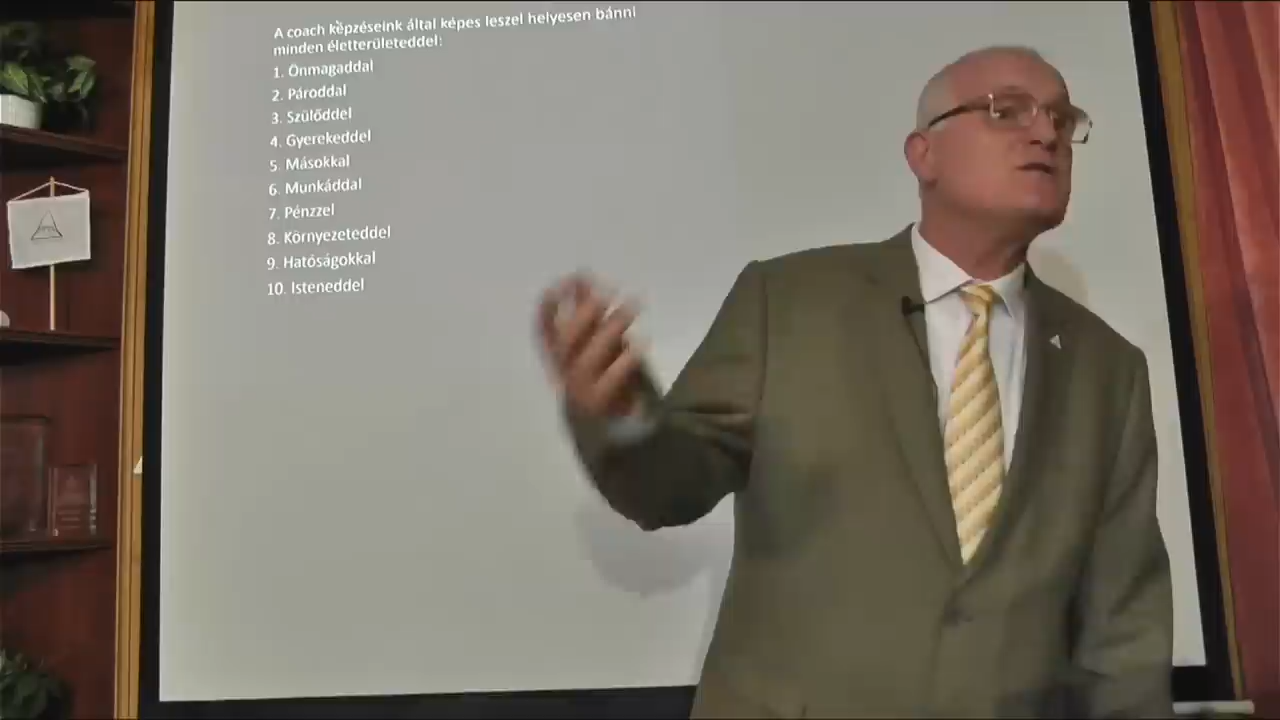 A coach képzéseink által képes leszel helyesen bánni
minden életterületeddel:
1. Önmagaddal
2. Pároddal
3. Szülőddel
4. Gyerekeddel
5. Másokkal
6. Munkáddal
7. Pénzzel
8. Környezeteddel
9. Hatóságokkal
10. Isteneddel